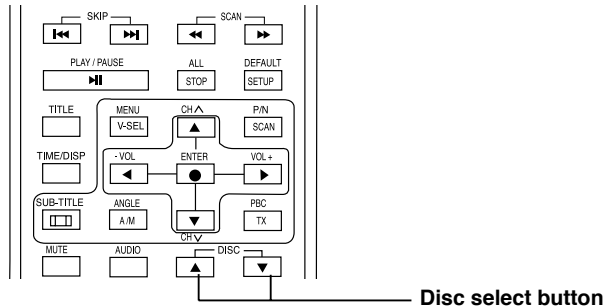 SKIP SCAN
PLAY / PAUSE ALL DEFAULT
STOP SETUP
TITLE MENU CH P/N
V-SEL SCAN
TIME/DISP - VOL ENTER VOL +
SUB-TITLE ANGLE PBC
A/M TX
CH
MUTE AUDIO DISC
Disc select button